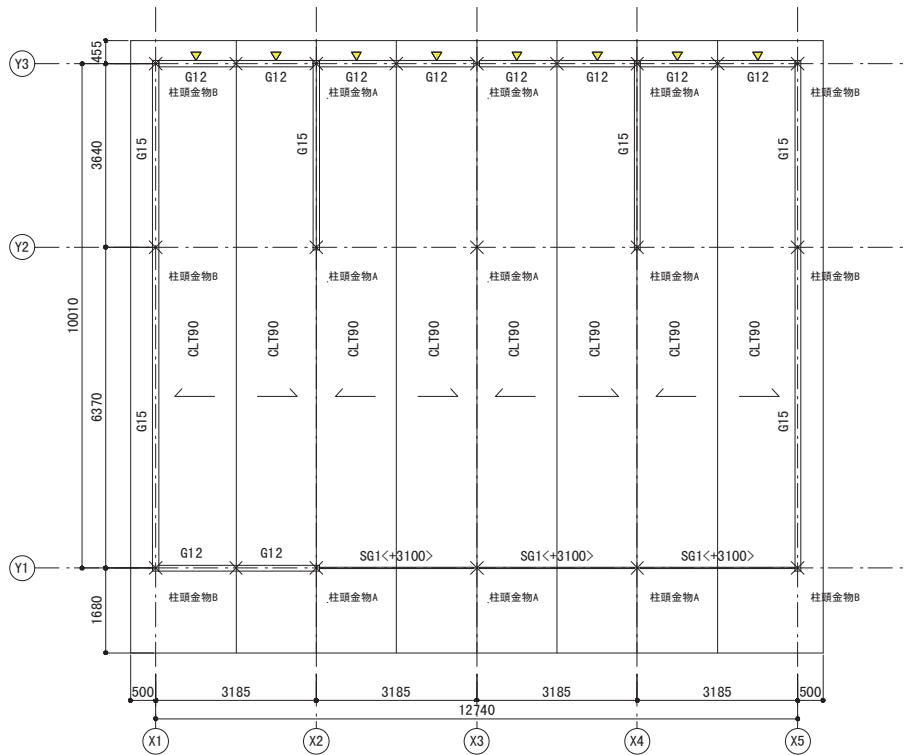 455
Y3
G12 G12 G12 G12 G12 G12 G12 G12
柱頭金物B 柱頭金物A 柱頭金物A 柱頭金物A 柱頭金物B
3640
G15 G15 G15 G15
Y2
柱頭金物B 柱頭金物A 柱頭金物A 柱頭金物A 柱頭金物B
10010
CLT90 CLT90 CLT90 CLT90 CLT90 CLT90 CLT90 CLT90
6370
G15 G15
G12 G12 SG1<+3100> SG1<+3100> SG1<+3100>
Y1
柱頭金物B 柱頭金物A 柱頭金物A 柱頭金物A 柱頭金物B
1680
500 3185 3185 3185 3185 500
12740
X1 X2 X3 X4 X5